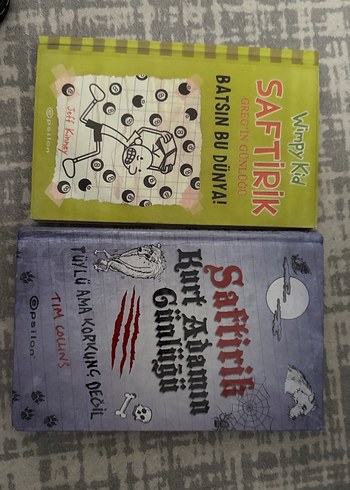 Wimpy Kid
SAFTİRİK
GREG'İN GÜNLÜĞÜ
BATSIN BU DÜNYA!
Jeff Kinney
epsilon
Saftirik
Kurt Adamın
Günlüğü
TÜYLÜ AMA KORKUNÇ DEĞİL
TIM COLLINS
epsilon